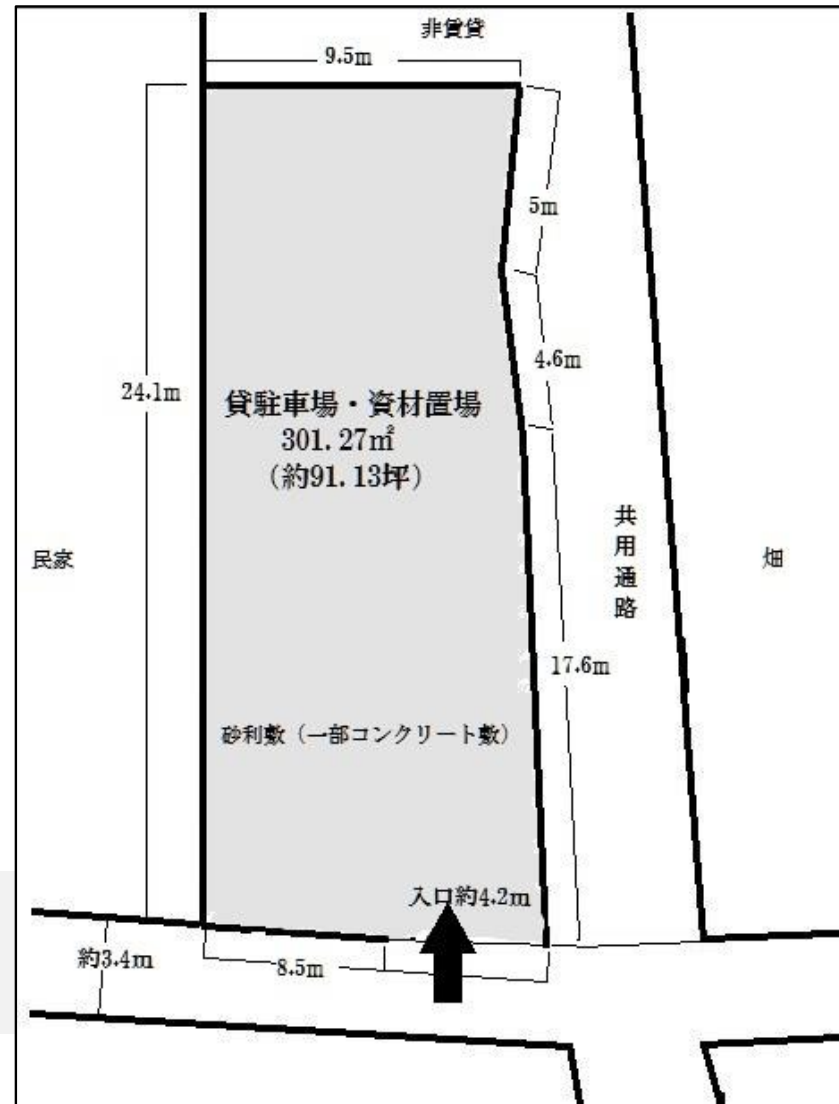 非賃貸
9.5m
5m
4.6m
24.1m
貸駐車場・資材置場
301.27㎡
（約91.13坪）
共用通路
民家
畑
17.6m
砂利敷（一部コンクリート敷）
入口約4.2m
約3.4m
8.5m